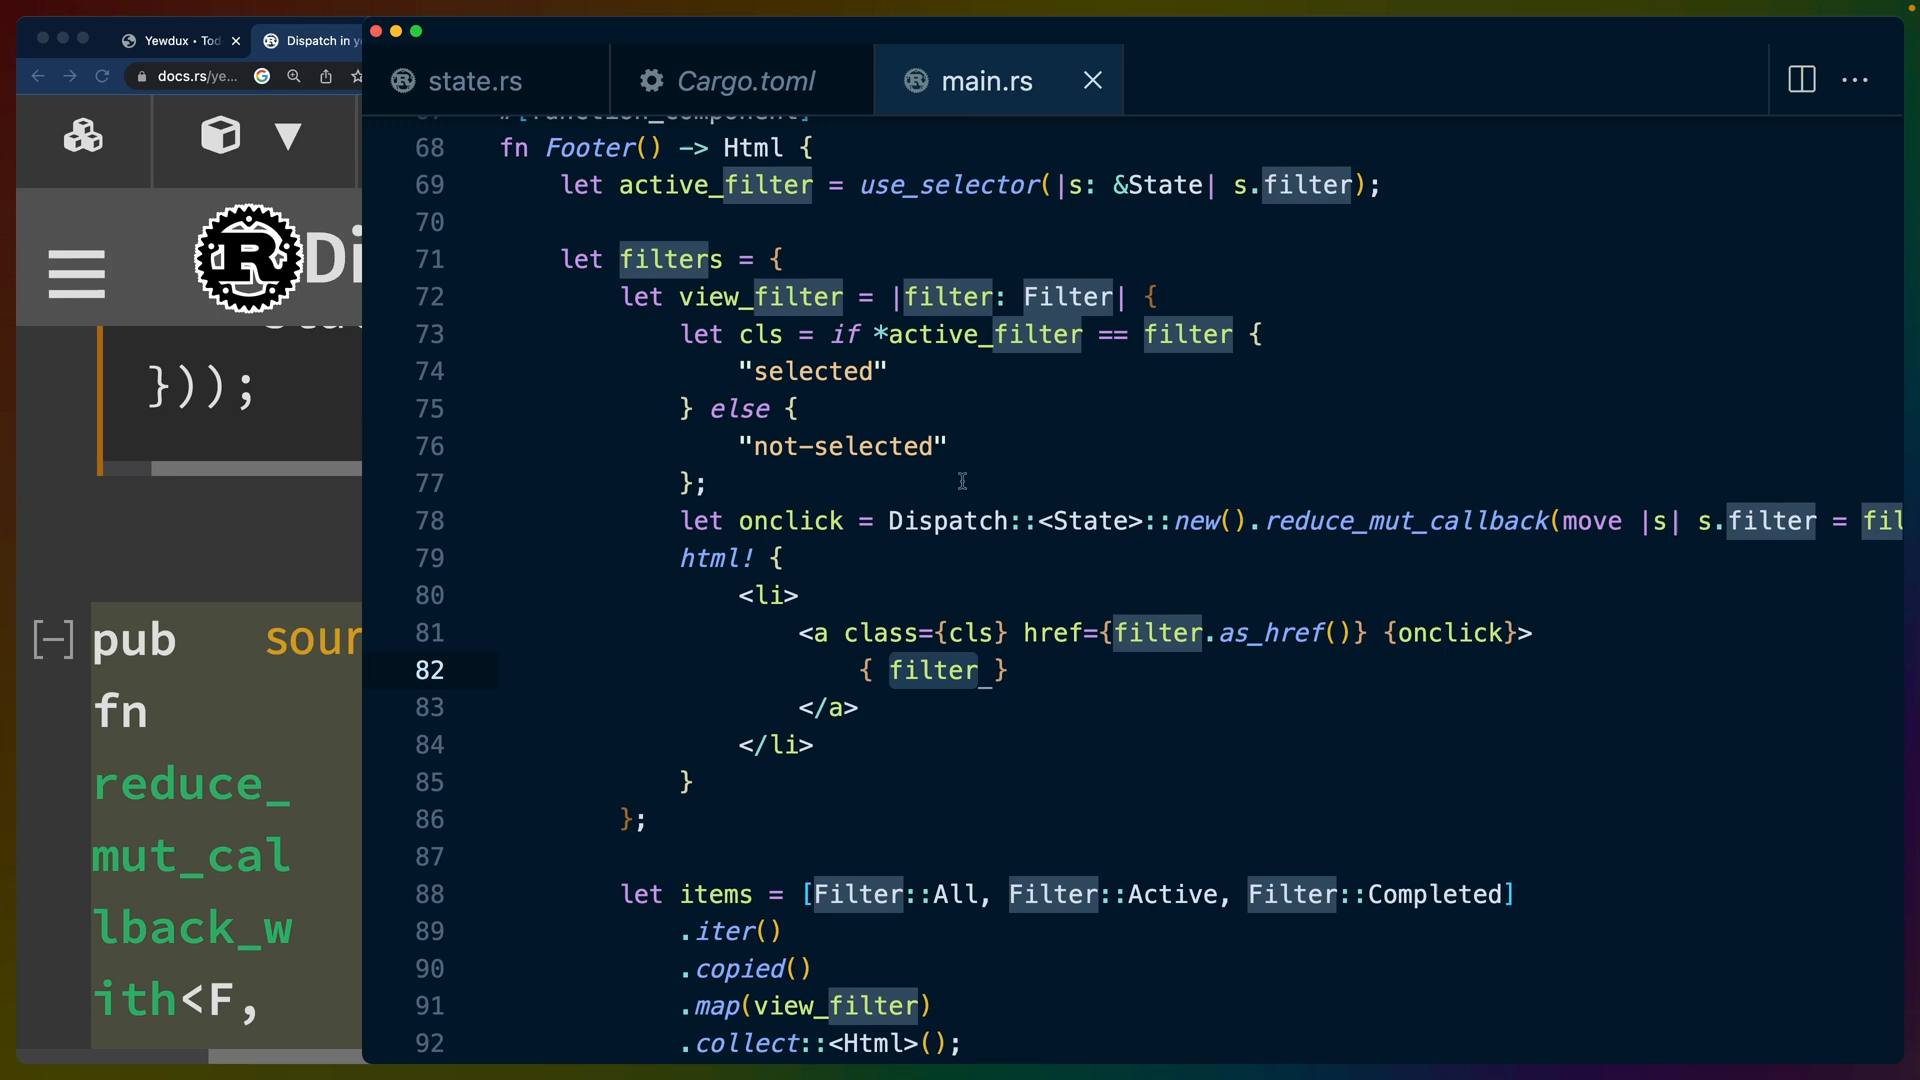 Yewdux • Tod
Dispatch in y
docs.rs/ye...
Di
}));
[−] pub sour
fn
reduce_
mut_cal
lback_w
ith<F,
state.rs
Cargo.toml
main.rs
68 fn Footer() -> Html {
69 let active_filter = use_selector(|s: &State| s.filter);
70
71 let filters = {
72 let view_filter = |filter: Filter| {
73 let cls = if *active_filter == filter {
74 "selected"
75 } else {
76 "not-selected"
77 };
78 let onclick = Dispatch::<State>::new().reduce_mut_callback(move |s| s.filter = fil
79 html! {
80 <li>
81 <a class={cls} href={filter.as_href()} {onclick}>
82 { filter_}
83 </a>
84 </li>
85 }
86 };
87
88 let items = [Filter::All, Filter::Active, Filter::Completed]
89 .iter()
90 .copied()
91 .map(view_filter)
92 .collect::<Html>();